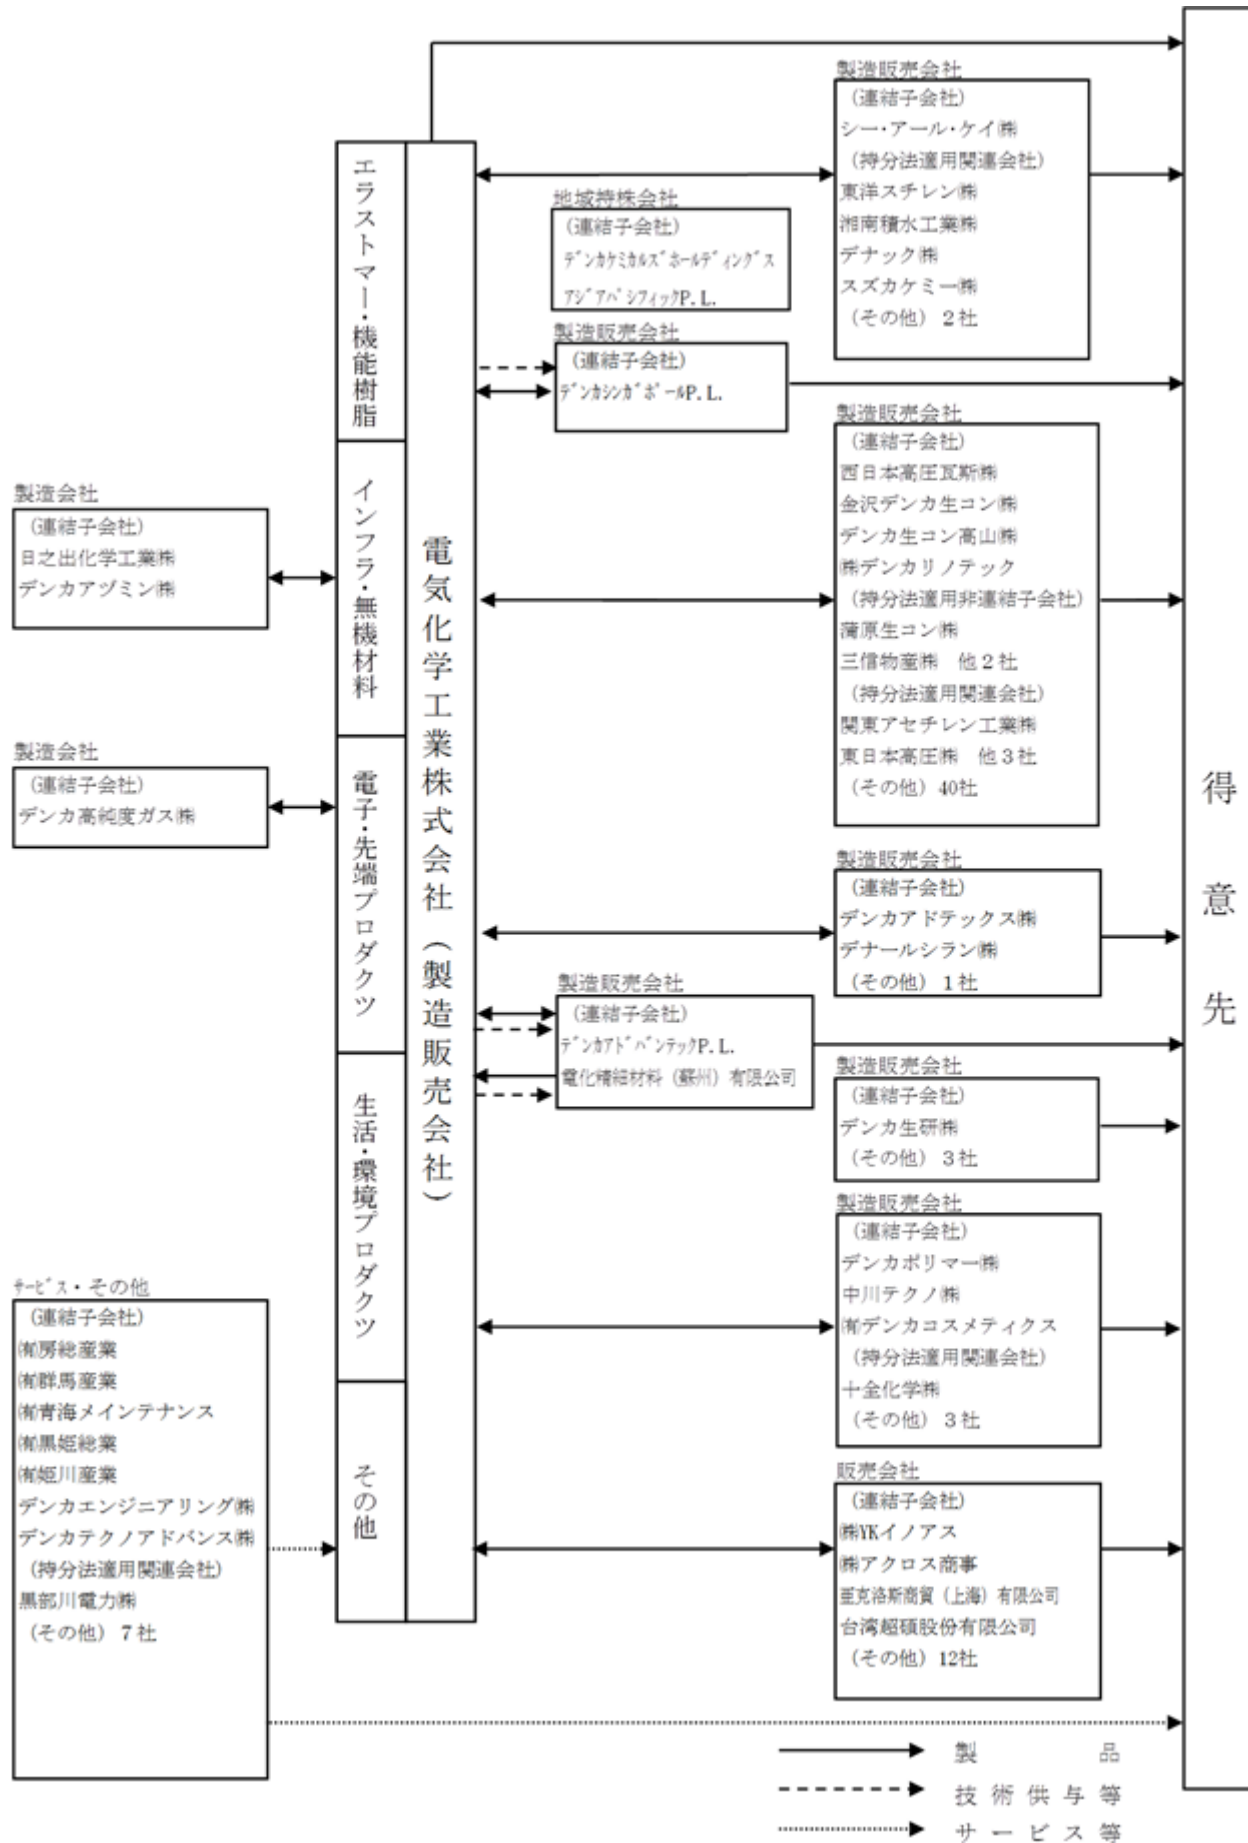 製造販売会社
(連結子会社)
シー・アール・ケイ㈱
(持分法適用関連会社)
東洋スチレン㈱
湘南積水工業㈱
デナック㈱
スズカケミー㈱
(その他) 2社
地域持株会社
(連結子会社)
デンカケミカルズホールディングス
アジアパシフィックP.L.
製造販売会社
(連結子会社)
デンカシンガポールP.L.
エラストマー・機能樹脂
インフラ・無機材料
電子・先端プロダクツ
生活・環境プロダクツ
その他
電気化学工業株式会社（製造販売会社）
製造会社
(連結子会社)
日之出化学工業㈱
デンカアヅミン㈱
製造会社
(連結子会社)
デンカ高純度ガス㈱
製造販売会社
(連結子会社)
西日本高圧瓦斯㈱
金沢デンカ生コン㈱
デンカ生コン高山㈱
㈱デンカリノテック
(持分法適用非連結子会社)
蒲原生コン㈱
三信物産㈱　他2社
(持分法適用関連会社)
関東アセチレン工業㈱
東日本高圧㈱　他3社
(その他) 40社
製造販売会社
(連結子会社)
デンカアドテックス㈱
デナールシラン㈱
(その他) 1社
製造販売会社
(連結子会社)
デンカアドバンテックP.L.
電化精細材料（蘇州）有限公司
製造販売会社
(連結子会社)
デンカ生研㈱
(その他) 3社
製造販売会社
(連結子会社)
デンカポリマー㈱
中川テクノ㈱
㈲デンカコスメティクス
(持分法適用関連会社)
十全化学㈱
(その他) 3社
サービス・その他
(連結子会社)
㈲房総産業
㈲群馬産業
㈲青海メインテナンス
㈲黒姫総業
㈲姫川産業
デンカエンジニアリング㈱
デンカテクノアドバンス㈱
(持分法適用関連会社)
黒部川電力㈱
(その他) 7社
販売会社
(連結子会社)
㈱YKイノアス
㈱アクロス商事
亜克洛斯商貿（上海）有限公司
台湾超碩股份有限公司
(その他) 12社
得意先
製品
技術供与等
サービス等